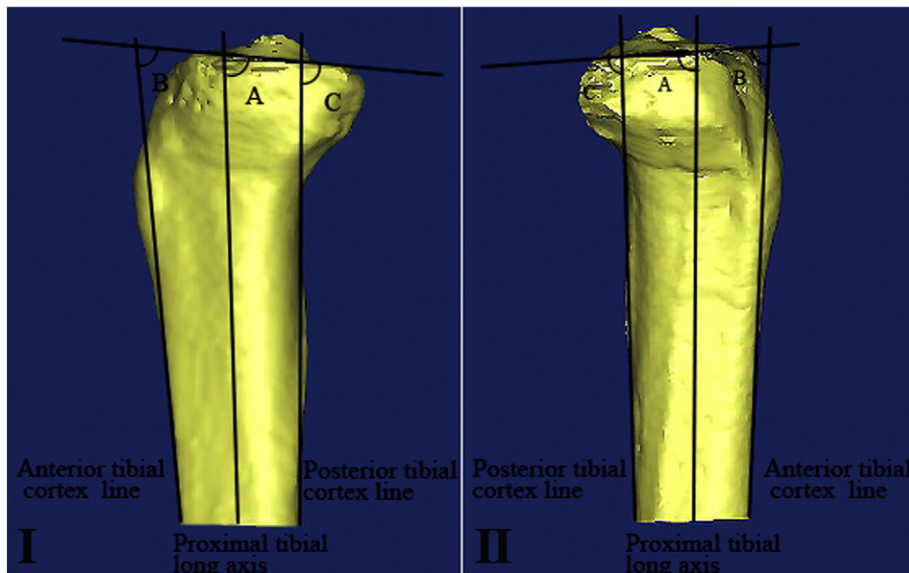 B
A
C
Anterior tibial
cortex line
Posterior tibial
cortex line
I
Proximal tibial
long axis
C
A
B
Posterior tibial
cortex line
Anterior tibial
cortex line
II
Proximal tibial
long axis